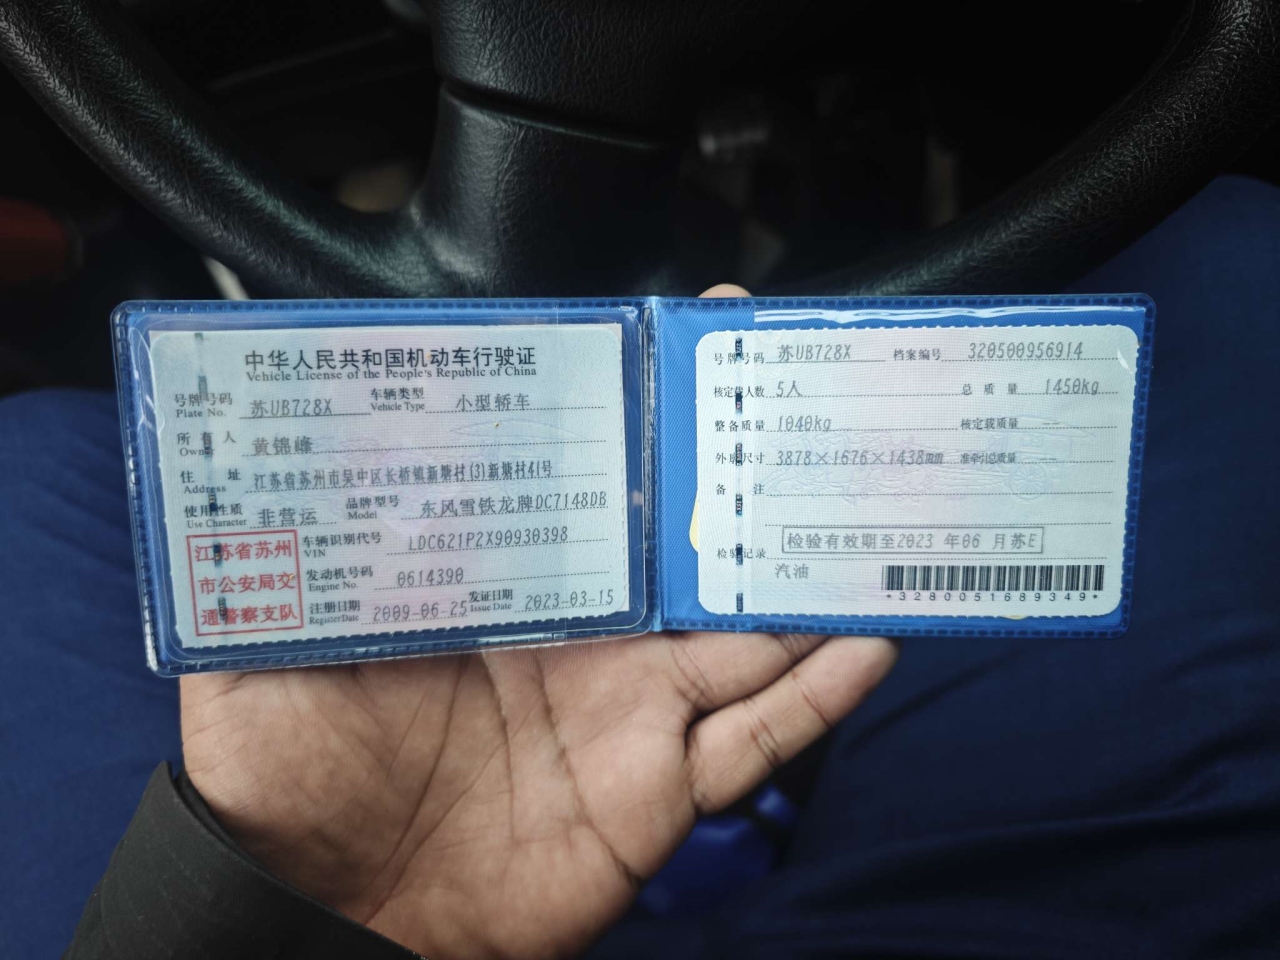 中华人民共和国机动车行驶证
Vehicle License of the People's Republic of China
号牌号码 苏UB728X 车辆类型 小型轿车
Plate No. Vehicle Type
所有人 黄锦峰
Owner
住址 江苏省苏州市吴中区长桥镇新塘村(3)新塘村41号
Address
使用性质 非营运 品牌型号 东风雪铁龙牌DC7148DB
Use Character Model
江苏省苏州
市公安局交
通警察支队
车辆识别代号 LDC621P2X90930398
VIN
发动机号码 0614390
Engine No.
注册日期 2009-06-25 发证日期 2023-03-15
Register Date Issue Date
号牌号码 苏UB728X 档案编号 320500956914
核定载人数 5人 总质量 1450kg
整备质量 1040kg 核定载质量 --
外廓尺寸 3878×1676×1438mm 准牵引总质量 --
备注
检验记录 检验有效期至2023年06月苏E
汽油
*3280051689349*